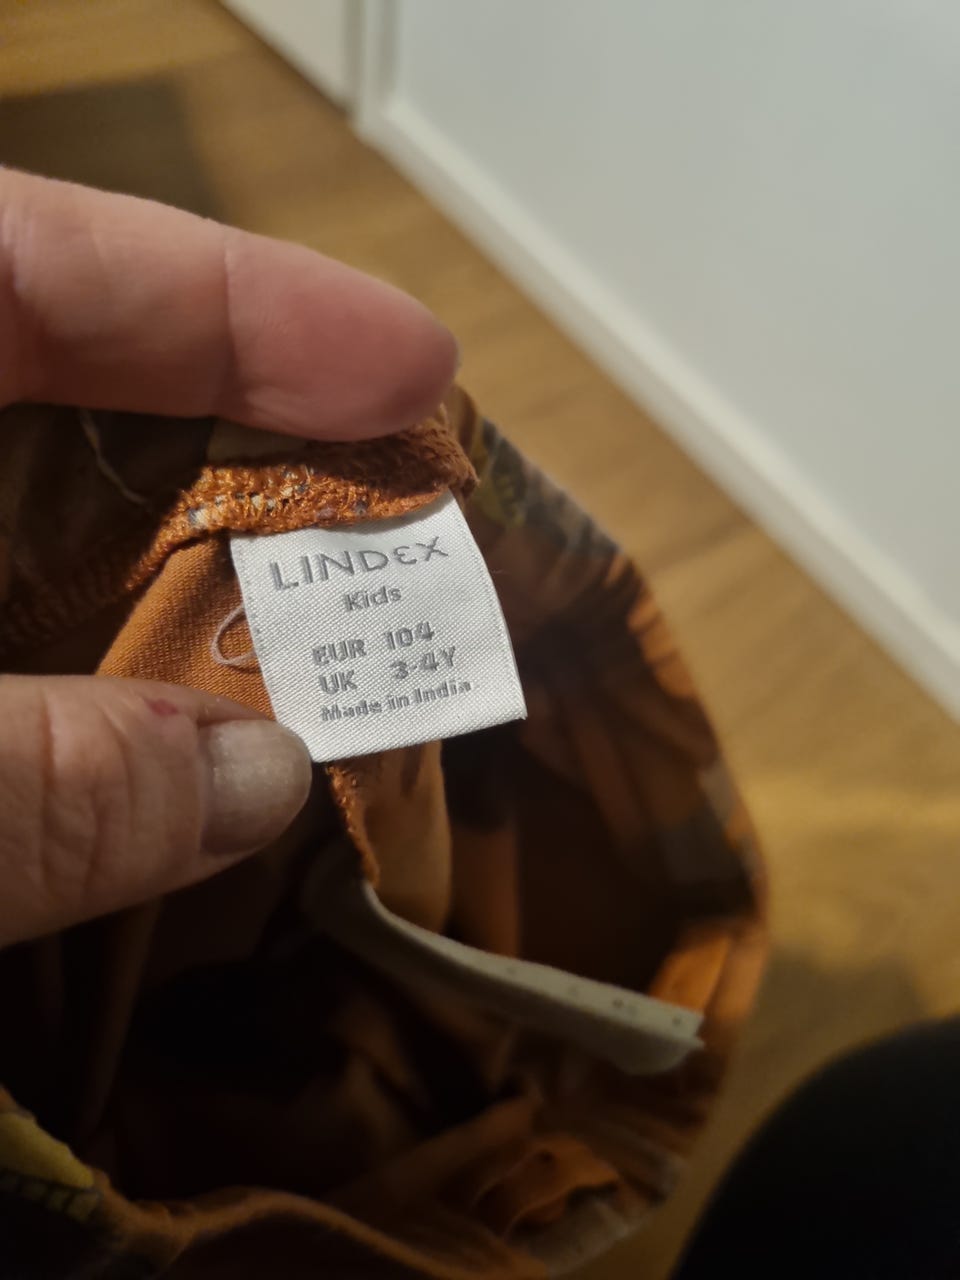 LINDEX
Kids
EUR 104
UK 3-4Y
Made in India